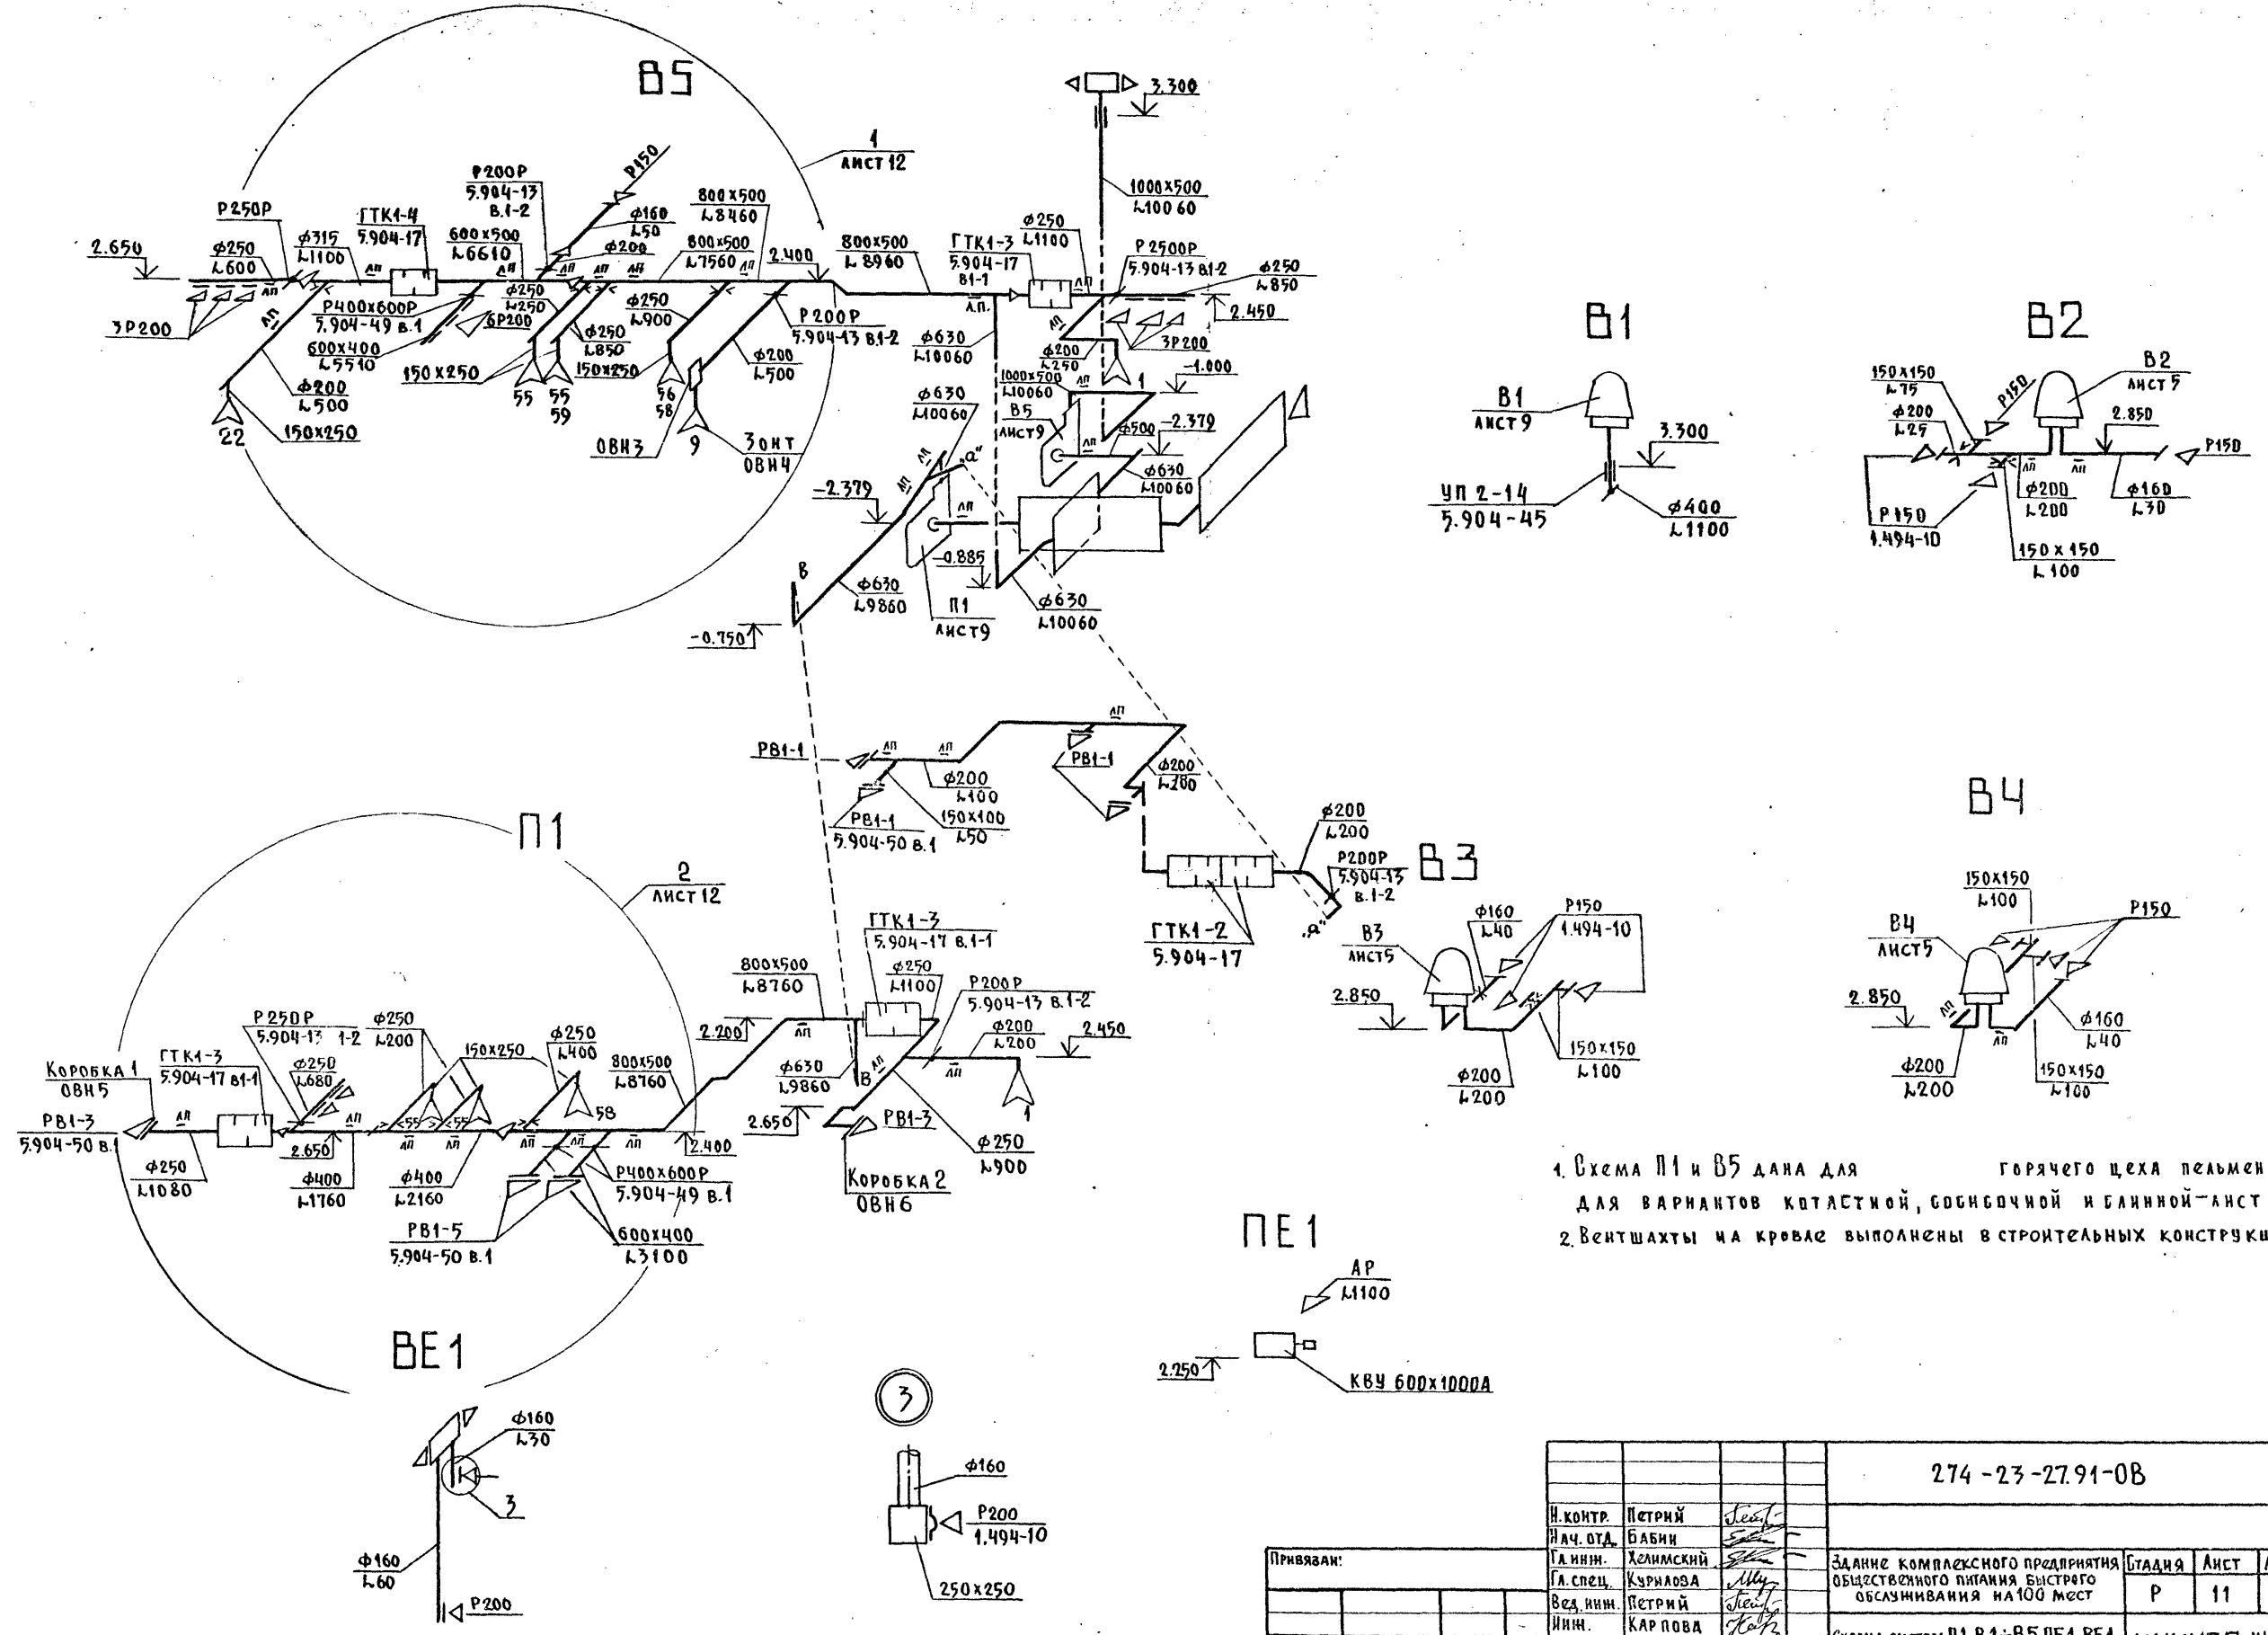 В5
1
ЛИСТ 12
3.300
Р150
Р200Р
5.904-13
В.1-2
Р250Р
ГТК1-4
5.904-17
Ф160
L50
800х500
L8460
1000х500
L10060
2.650
Ф250
L600
Ф315
L1100
600х500
L6610
Ф200
800х500
L7560
2.400
800х500
L8960
ГТК1-3
5.904-17
В1-1
Ф250
L1100
Р2500Р
5.904-13 В.1-2
Ф250
L850
2.450
3Р200
ЛП
Р400х600Р
5.904-49 В.1
600х400
L5510
Ф250
L250
6Р200
Ф250
L850
Ф250
L900
Р200Р
5.904-13 В.1-2
Ф630
L10060
Ф200
L250
3Р200
Л.П.
Ф200
L500
150х250
22
150х250
55
55
59
150х250
56
58
Ф200
L500
ОВН3
9
ЗОНТ
ОВН4
1000х500
L10060
-1.000
1
Ф630
L10060
В5
ЛИСТ9
Ф500
-2.379
Ф630
L10060
"а"
-2.379
-0.885
В
Ф630
L9860
П1
ЛИСТ9
Ф630
L10060
-0.750
В1
В1
ЛИСТ 9
3.300
УП 2-14
5.904-45
Ф400
L1100
В2
В2
ЛИСТ 5
150х150
L75
Р150
Ф200
L25
2.850
Р150
Р150
1.494-10
Ф200
L200
Ф160
L30
150х150
L100
РВ1-1
Ф200
L100
РВ1-1
Ф200
L200
РВ1-1
5.904-50 В.1
150х100
L50
Ф200
L200
Р200Р
5.904-13
В.1-2
"а"
ГТК1-2
5.904-17
П1
2
ЛИСТ 12
ГТК1-3
5.904-17 В.1-1
800х500
L8760
Ф250
L1100
Р200Р
5.904-13 В.1-2
2.200
Ф200
L200
2.450
Р250Р
5.904-13 1-2
Ф250
L200
150х250
Ф250
L400
800х500
L8760
Коробка 1
ОВН5
ГТК1-3
5.904-17 В1-1
Ф250
L680
Ф630
L9860
В
1
РВ1-3
5.904-50 В.1
55
55
58
2.650
РВ1-3
Ф250
L1080
2.650
Ф400
L1760
Ф400
L2160
2.400
Р400х600Р
5.904-49 В.1
Ф250
L900
Коробка 2
ОВН6
РВ1-5
5.904-50 В.1
600х400
L3100
В3
В3
ЛИСТ5
Ф160
L40
Р150
1.494-10
2.850
Ф200
L200
150х150
L100
В4
150х150
L100
Р150
В4
ЛИСТ5
2.850
Ф160
L40
Ф200
L200
150х150
L100
1. Схема П1 и В5 дана для горячего цеха пельмен
для вариантов котлетной, сосисочной и блинной-лист
2. Вентшахты на кровле выполнены в строительных конструкц
ПЕ1
АР
L1100
2.250
КВУ 600х1000А
ВЕ1
Ф160
L30
3
Ф160
L60
Р200
3
Ф160
Р200
1.494-10
250х250
274-23-27.91-ОВ
Н.контр. Петрий
Нач.отд. Бабин
Гл.инж. Хелимский
Гл.спец. Курилова
Вед.инж. Петрий
Инж. Карпова
Привязан:
Здание комплексного предприятия
общественного питания быстрого
обслуживания на 100 мест
Стадия Лист
Р 11